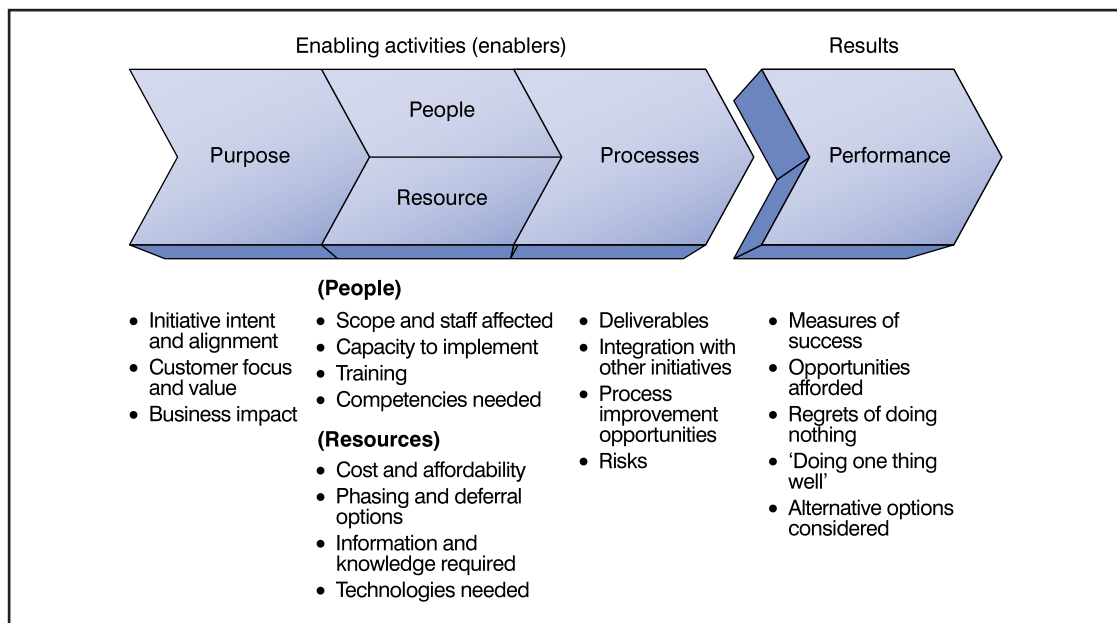 Enabling activities (enablers)
Results
Purpose
People
Resource
Processes
Performance
• Initiative intent
and alignment
• Customer focus
and value
• Business impact
(People)
• Scope and staff affected
• Capacity to implement
• Training
• Competencies needed
(Resources)
• Cost and affordability
• Phasing and deferral
options
• Information and
knowledge required
• Technologies needed
• Deliverables
• Integration with
other initiatives
• Process
improvement
opportunities
• Risks
• Measures of
success
• Opportunities
afforded
• Regrets of doing
nothing
• ‘Doing one thing
well’
• Alternative options
considered